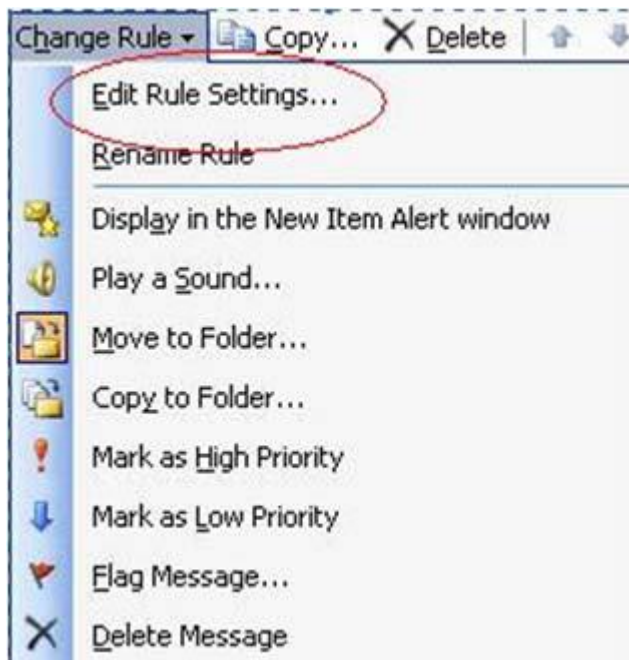 Change Rule Copy... Delete
Edit Rule Settings...
Rename Rule
Display in the New Item Alert window
Play a Sound...
Move to Folder...
Copy to Folder...
Mark as High Priority
Mark as Low Priority
Flag Message...
Delete Message